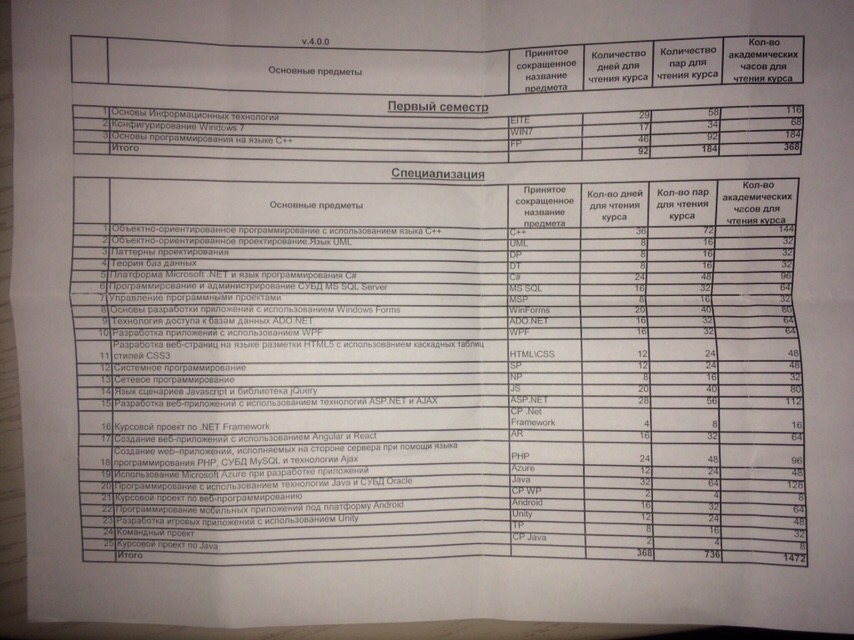 v.4.0.0
Основные предметы | Принятое сокращенное название предмета | Количество дней для чтения курса | Количество пар для чтения курса | Кол-во академических часов для чтения курса
Первый семестр
1 Основы Информационных технологий EITE 29 58 116
2 Конфигурирование Windows 7 WIN7 17 34 68
3 Основы программирования на языке C++ FP 46 92 184
Итого 92 184 368
Специализация
Основные предметы | Принятое сокращенное название предмета | Кол-во дней для чтения курса | Кол-во пар для чтения курса | Кол-во академических часов для чтения курса
1 Объектно-ориентированное программирование с использованием языка C++ C++ 36 72 144
2 Объектно-ориентированное проектирование.Язык UML UML 8 16 32
3 Паттерны проектирования DP 8 16 32
4 Теория баз данных DT 8 16 32
5 Платформа Microsoft .NET и язык программирования C# C# 24 48 96
6 Программирование и администрирование СУБД MS SQL Server MS SQL 16 32 64
7 Управление программными проектами MSP 8 16 32
8 Основы разработки приложений с использованием Windows Forms WinForms 20 40 80
9 Технология доступа к базам данных ADO.NET ADO.NET 16 32 64
10 Разработка приложений с использованием WPF WPF 16 32 64
Разработка веб-страниц на языке разметки HTML5 с использованием каскадных таблиц
11 стилей CSS3 HTML\CSS 12 24 48
12 Системное программирование SP 12 24 48
13 Сетевое программирование NP 8 16 32
14 Язык сценариев Javascript и библиотека jQuery JS 20 40 80
15 Разработка веб-приложений с использованием технологий ASP.NET и AJAX ASP.NET 28 56 112
16 Курсовой проект по .NET Framework CP .Net Framework 4 8 16
17 Создание веб-приложений с использованием Angular и React AR 16 32 64
Создание web–приложений, исполняемых на стороне сервера при помощи языка
18 программирования PHP, СУБД MySQL и технологии Ajax PHP 24 48 96
19 Использование Microsoft Azure при разработке приложений Azure 12 24 48
20 Программирование с использованием технологии Java и СУБД Oracle Java 32 64 128
21 Курсовой проект по веб-программированию CP WP 2 4 8
22 Программирование мобильных приложений под платформу Android Android 16 32 64
23 Разработка игровых приложений с использованием Unity Unity 12 24 48
24 Командный проект TP 8 16 32
25 Курсовой проект по Java CP Java 2 4 8
Итого 368 736 1472